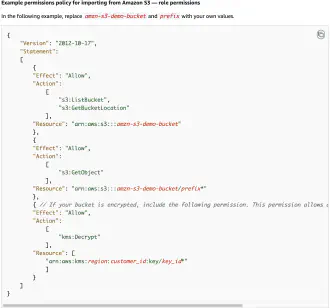 Example permissions policy for importing from Amazon S3 — role permissions
In the following example, replace amzn-s3-demo-bucket and prefix with your own values.
{
"Version": "2012-10-17",
"Statement":
[
{
"Effect": "Allow",
"Action":
[
"s3:ListBucket",
"s3:GetBucketLocation"
],
"Resource": "arn:aws:s3:::amzn-s3-demo-bucket"
},
{
"Effect": "Allow",
"Action":
[
"s3:GetObject"
],
"Resource": "arn:aws:s3:::amzn-s3-demo-bucket/prefix*"
},
{ // If your bucket is encrypted, include the following permission. This permission allows
"Effect": "Allow",
"Action":
[
"kms:Decrypt"
],
"Resource": [
"arn:aws:kms:region:customer_id:key/key_id*"
]
}
]
}